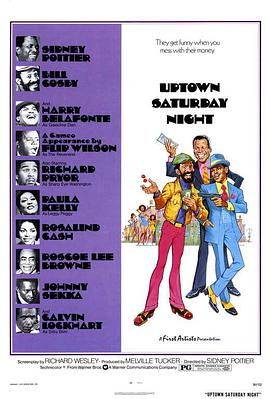 SIDNEY
POITIER
BILL
COSBY
And
HARRY
BELAFONTE
As Geechie Dan
A Cameo
Appearance by
FLIP WILSON
As The Reverend
Also Starring
RICHARD
PRYOR
As Sharp Eye Washington
PAULA
KELLY
As Leggy Peggy
ROSALIND
CASH
ROSCOE LEE
BROWNE
JOHNNY
SEKKA
And
CALVIN
LOCKHART
As Silky Slim
They get funny when you
mess with their money.
UPTOWN
SATURDAY
NIGHT
A First Artists Presentation
Screenplay by RICHARD WESLEY · Produced by MELVILLE TUCKER · Directed by SIDNEY POITIER
Technicolor® From Warner Bros. A Warner Communications Company PG
"UPTOWN SATURDAY NIGHT"